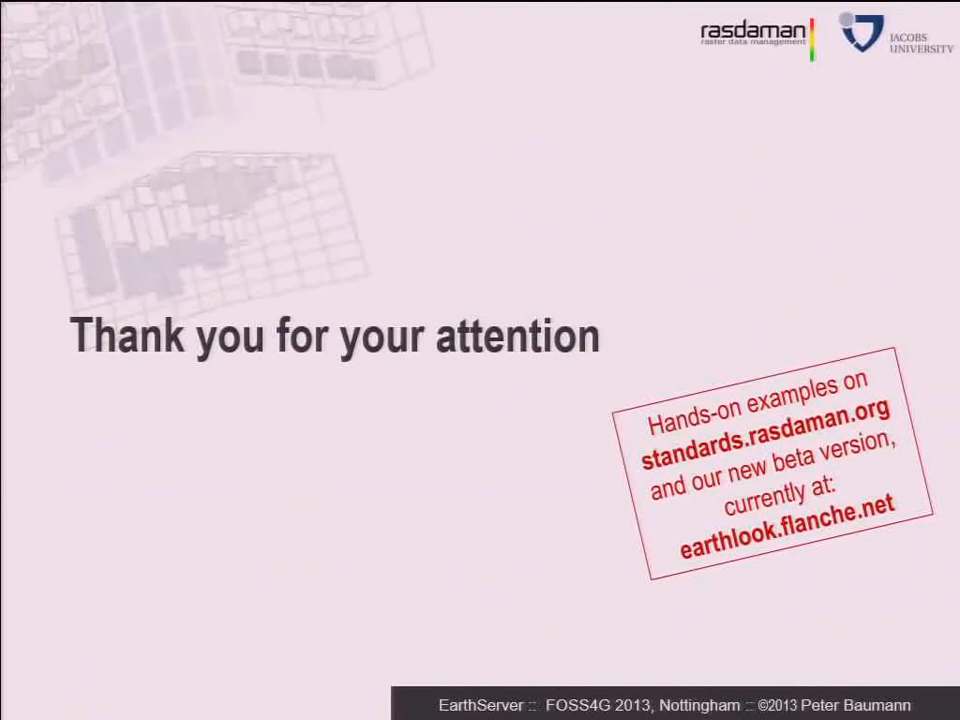 rasdaman
raster data management
JACOBS
UNIVERSITY
Thank you for your attention
Hands-on examples on
standards.rasdaman.org
and our new beta version,
currently at:
earthlook.flanche.net
EarthServer :: FOSS4G 2013, Nottingham :: ©2013 Peter Baumann